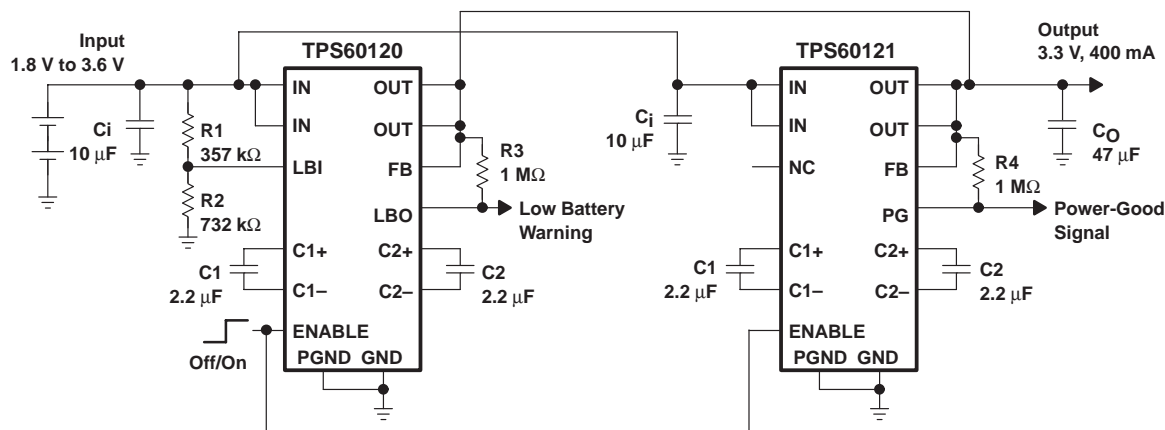 Input
1.8 V to 3.6 V
Ci
10 μF
R1
357 kΩ
R2
732 kΩ
TPS60120
IN
IN
LBI
C1+
C1–
ENABLE
PGND
GND
OUT
OUT
FB
LBO
C2+
C2–
C1
2.2 μF
Off/On
R3
1 MΩ
Low Battery
Warning
C2
2.2 μF
Ci
10 μF
TPS60121
IN
IN
NC
C1+
C1–
ENABLE
PGND
GND
OUT
OUT
FB
PG
C2+
C2–
C1
2.2 μF
Output
3.3 V, 400 mA
CO
47 μF
R4
1 MΩ
Power-Good
Signal
C2
2.2 μF